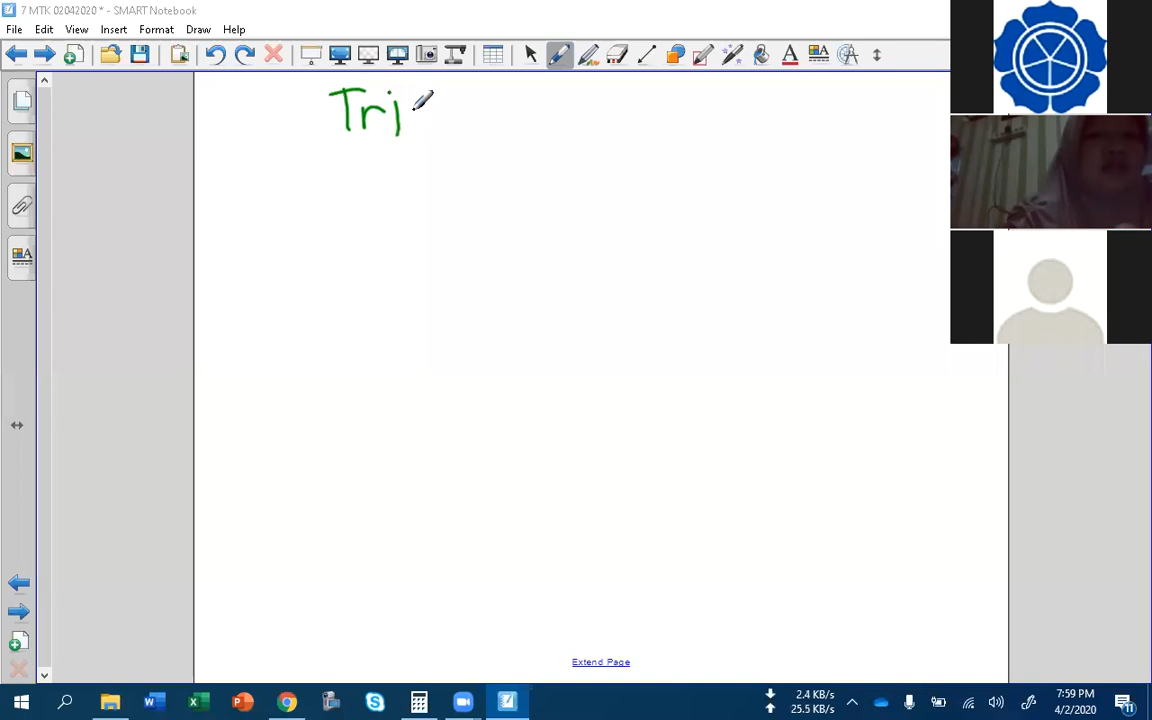 7 MTK 02042020 * - SMART Notebook
File Edit View Insert Format Draw Help
Tri
Extend Page
2.4 KB/s
25.5 KB/s
7:59 PM
4/2/2020
11